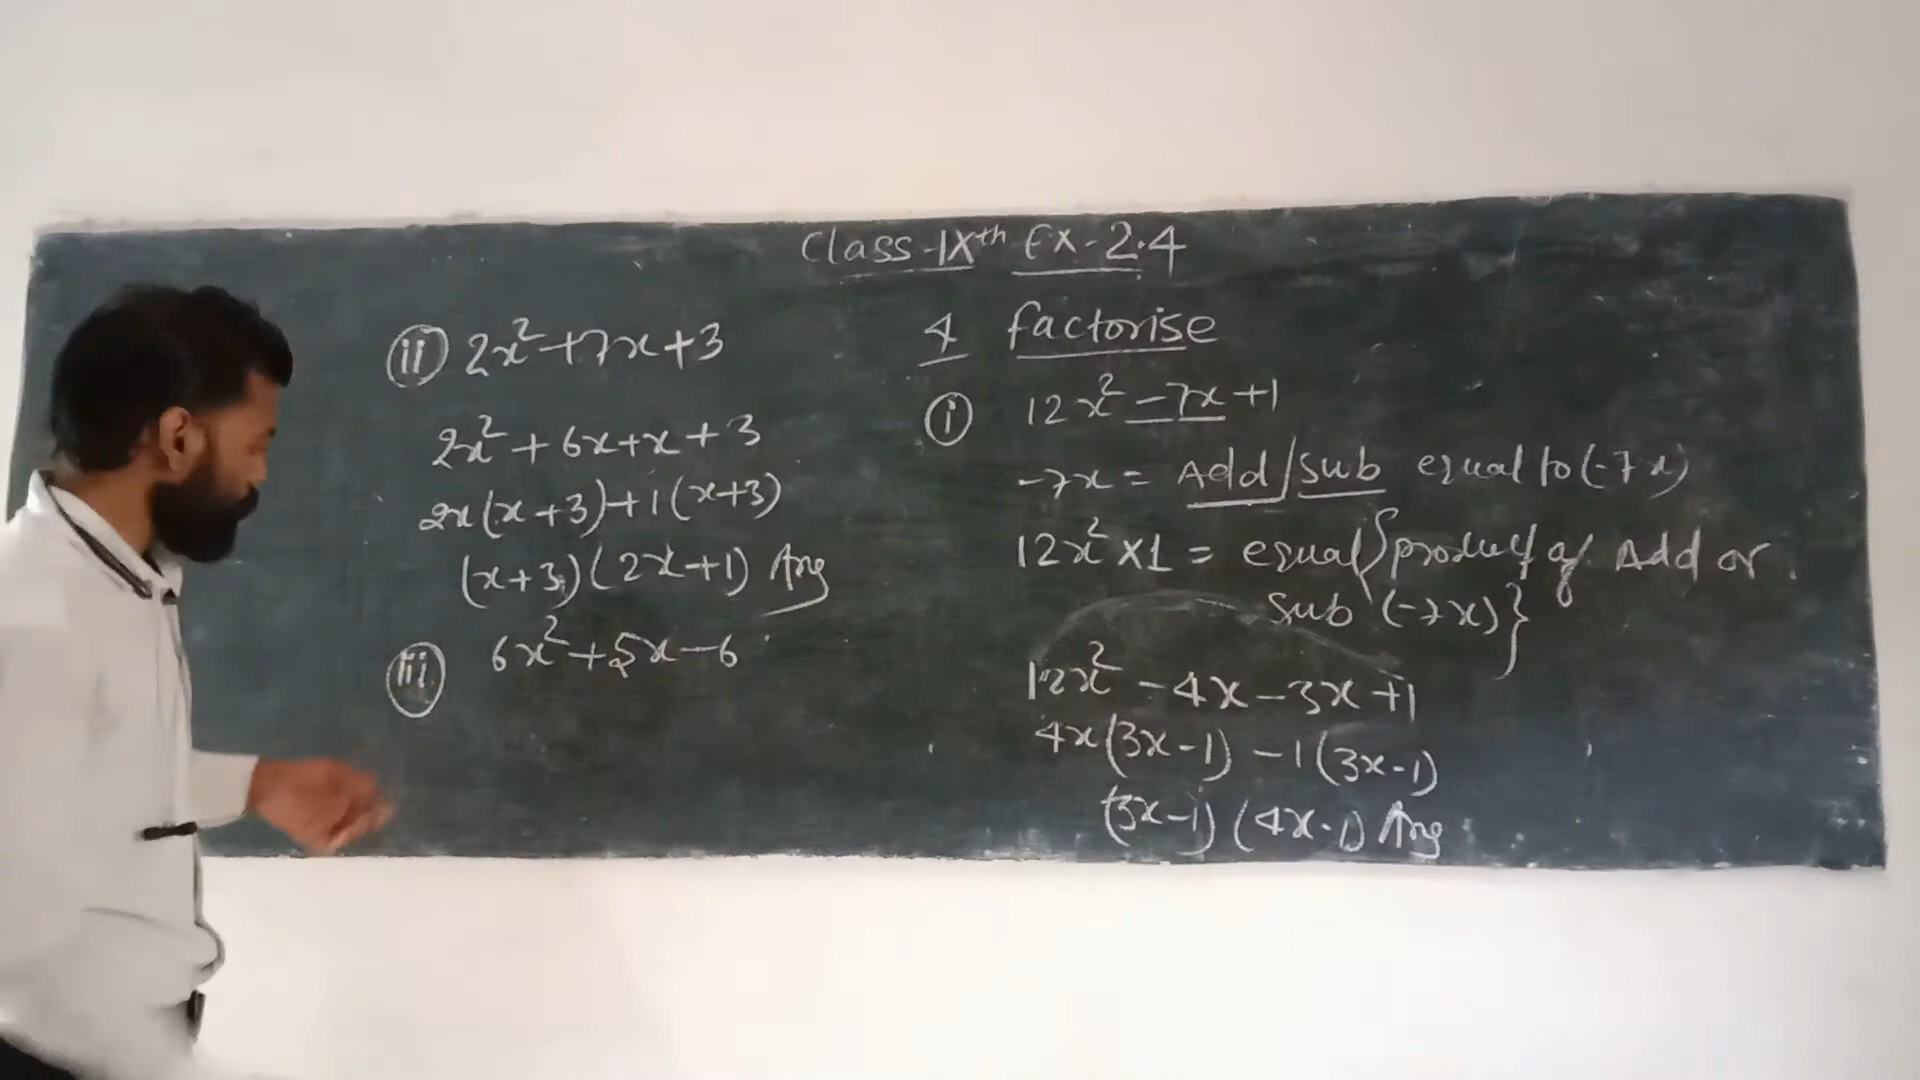 Class-IXth Ex-2.4
4 factorise
(i) 12x² -7x +1
-7x = Add/Sub equal to (-7x)
12x² ×1 = equal {product of Add or
Sub (-7x)}
12x² - 4x - 3x + 1
4x(3x-1) -1(3x-1)
(3x-1) (4x-1) Ans
(ii) 2x²+7x+3
2x² + 6x+x+3
2x(x+3)+1(x+3)
(x+3)(2x+1) Ans
(iii) 6x²+5x-6